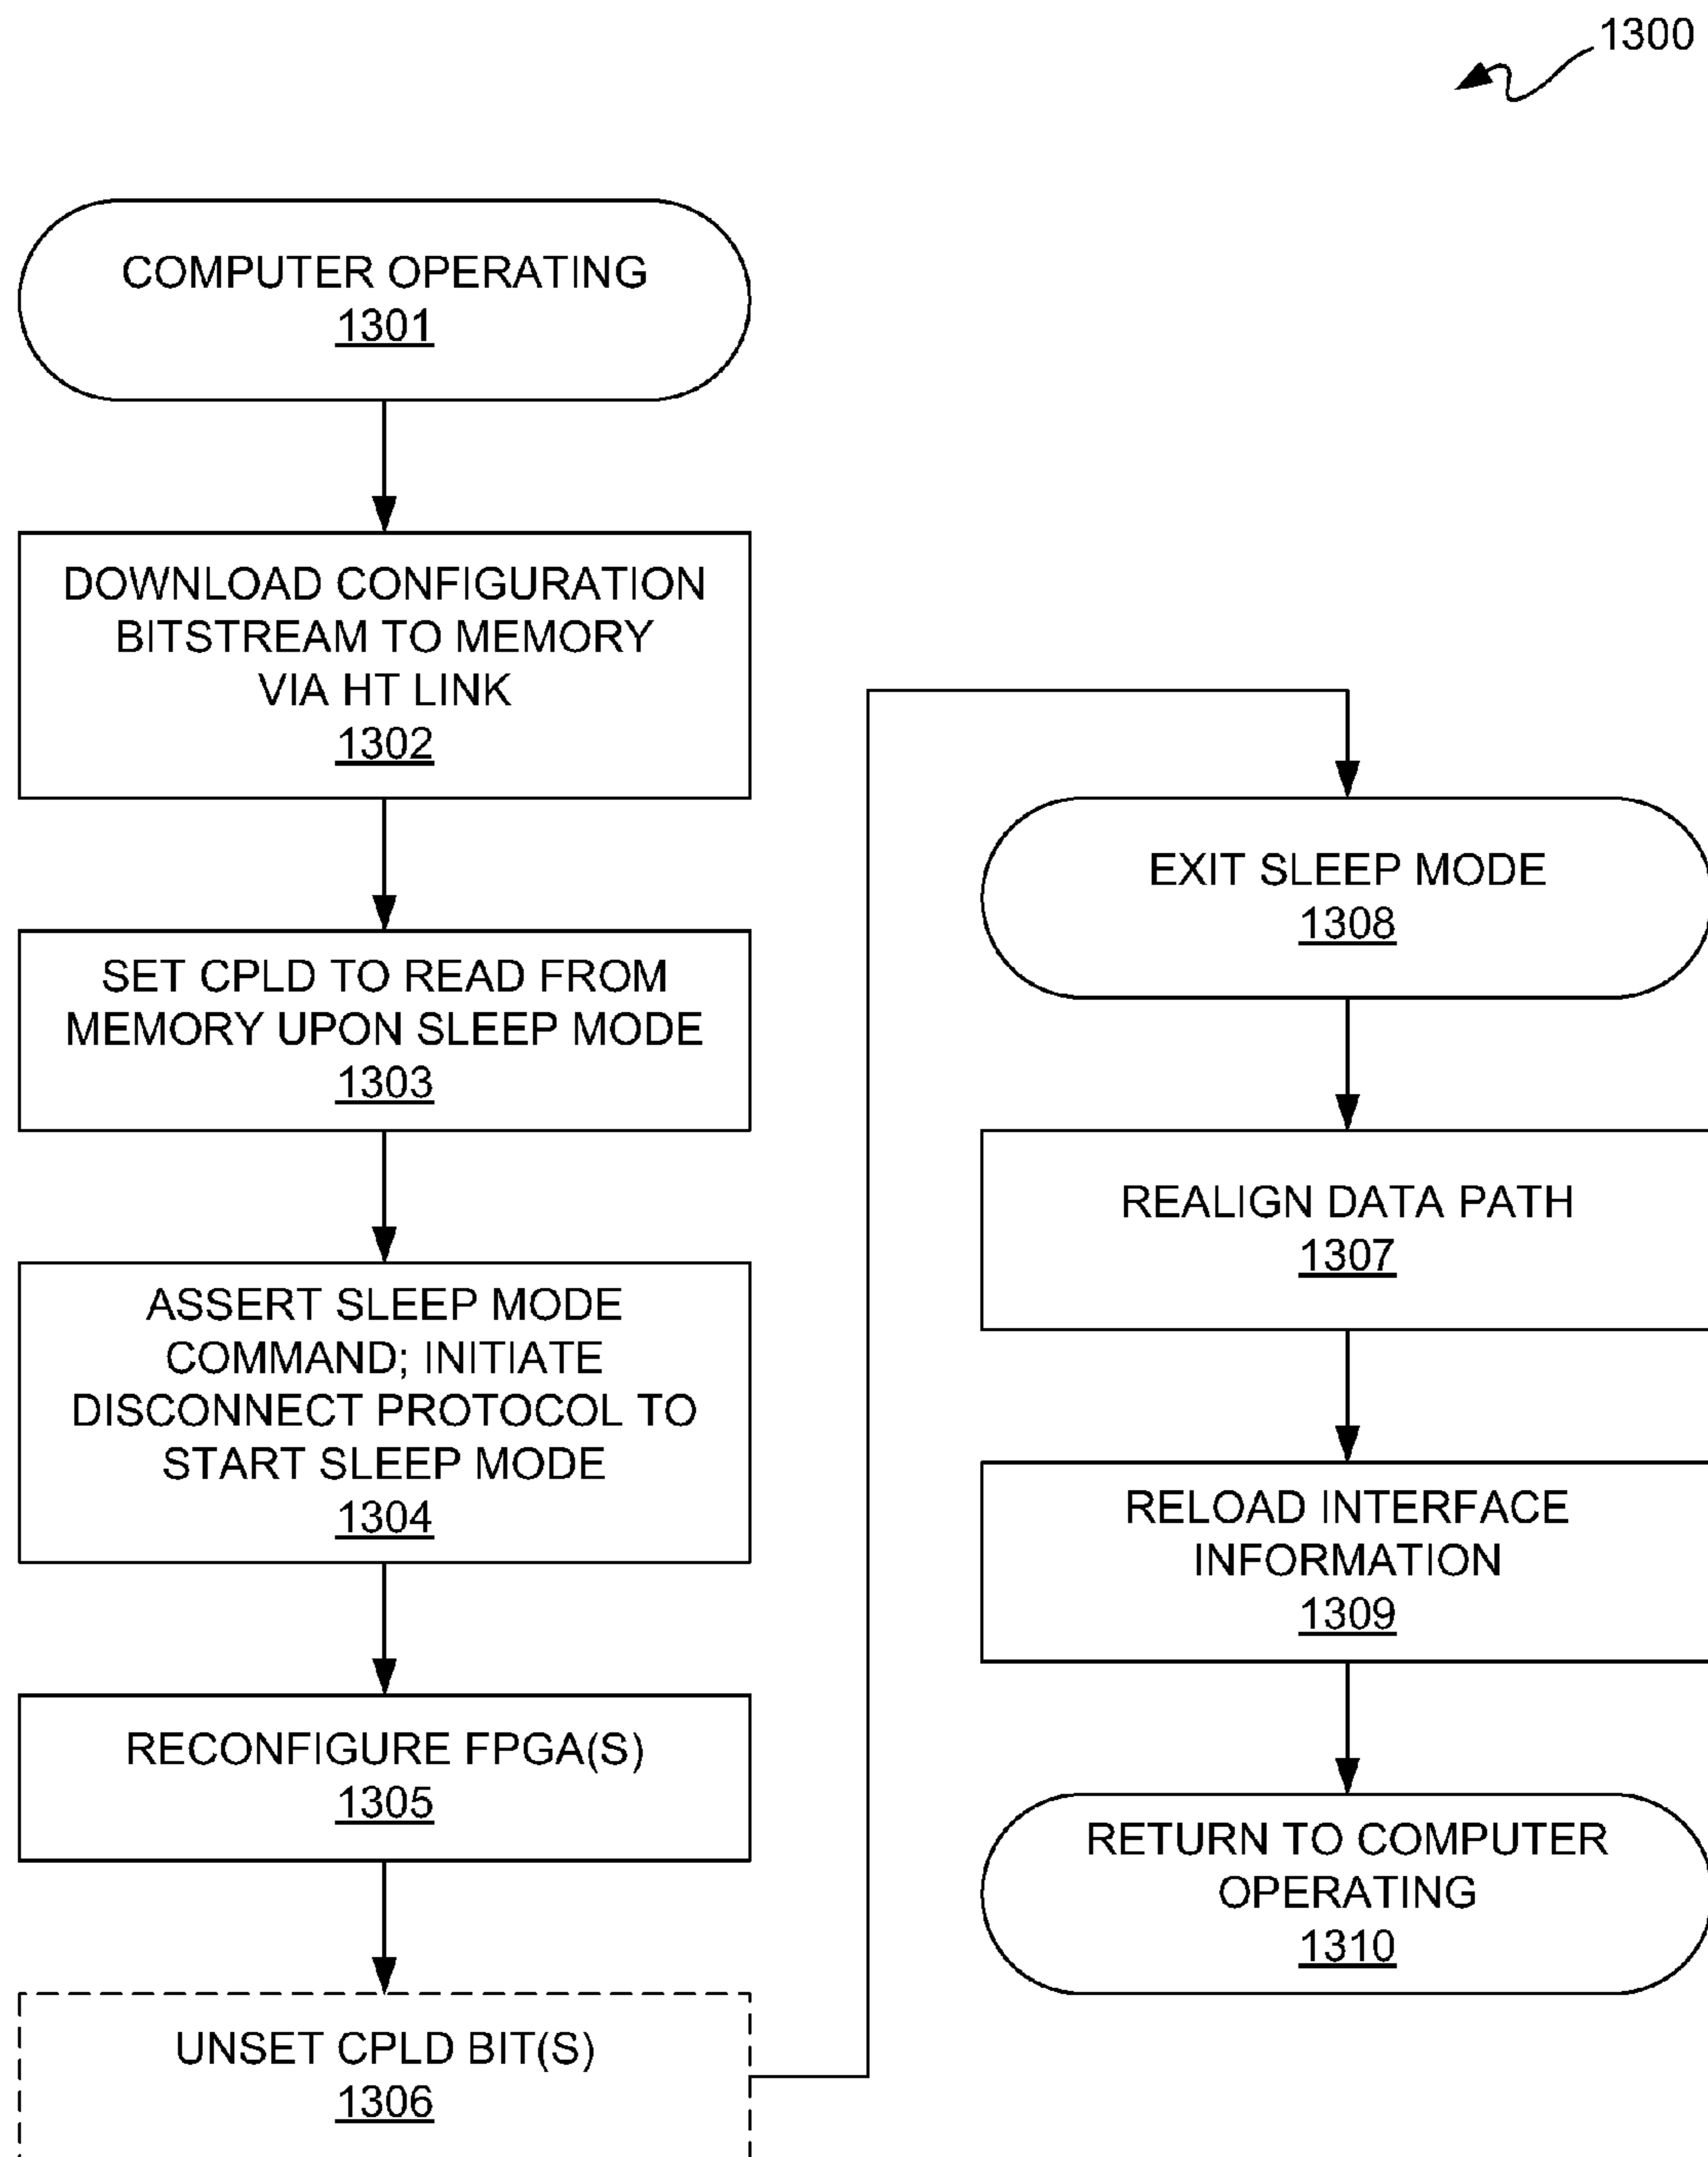 1300
COMPUTER OPERATING
1301
DOWNLOAD CONFIGURATION
BITSTREAM TO MEMORY
VIA HT LINK
1302
SET CPLD TO READ FROM
MEMORY UPON SLEEP MODE
1303
ASSERT SLEEP MODE
COMMAND; INITIATE
DISCONNECT PROTOCOL TO
START SLEEP MODE
1304
RECONFIGURE FPGA(S)
1305
UNSET CPLD BIT(S)
1306
EXIT SLEEP MODE
1308
REALIGN DATA PATH
1307
RELOAD INTERFACE
INFORMATION
1309
RETURN TO COMPUTER
OPERATING
1310